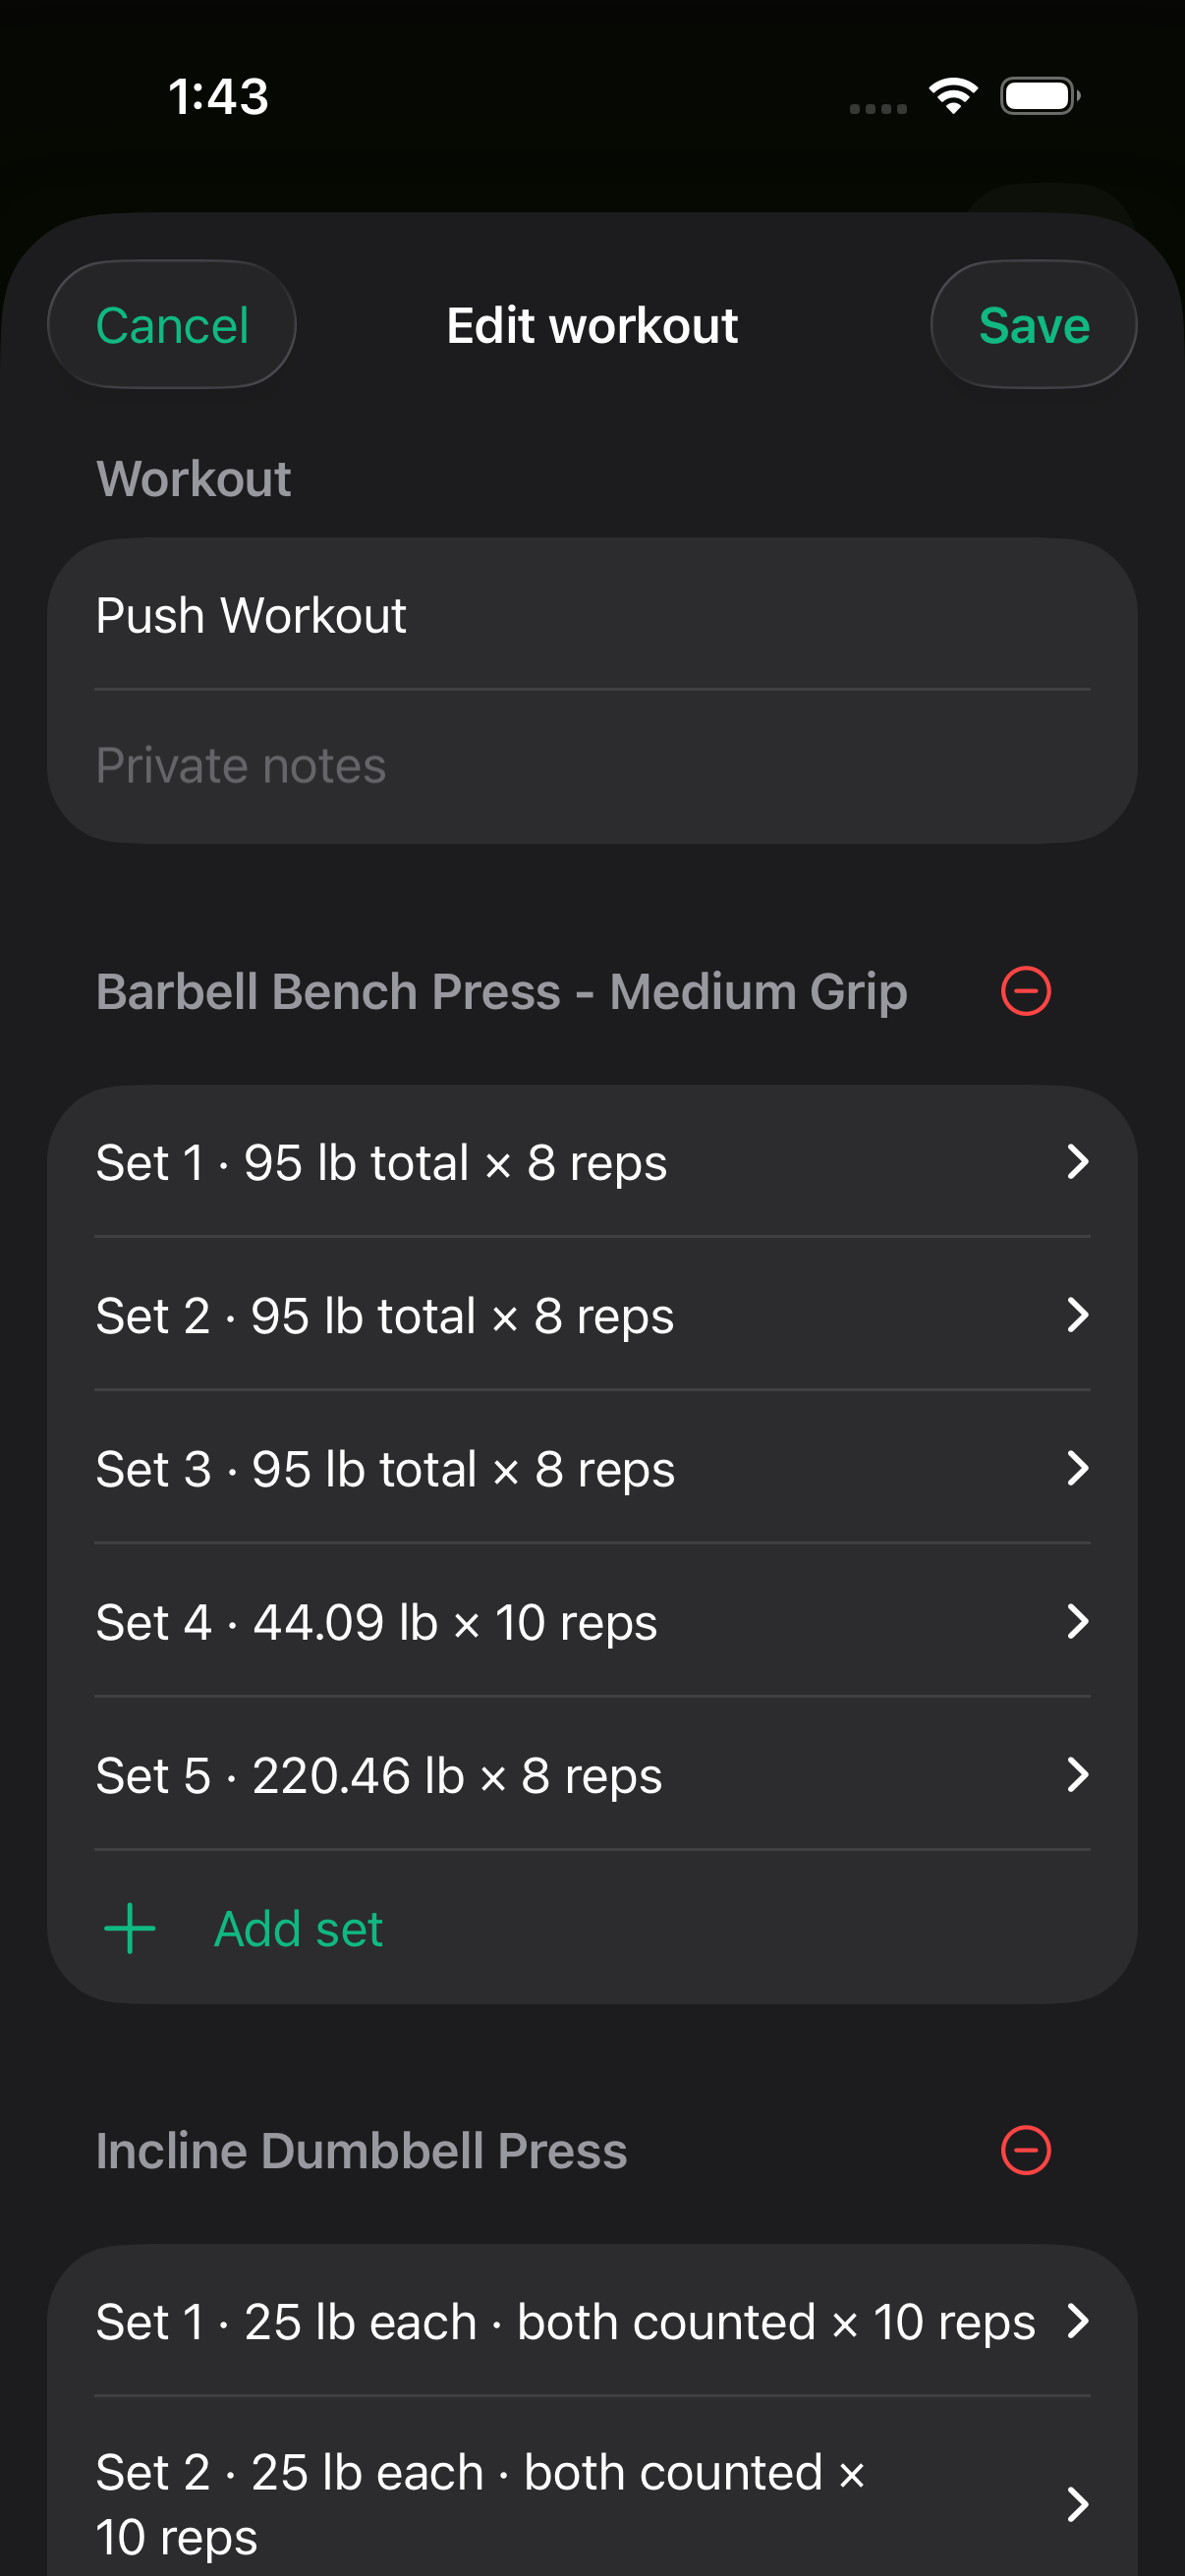 1:43
Cancel
Edit workout
Save
Workout
Push Workout
Private notes
Barbell Bench Press - Medium Grip
Set 1 · 95 lb total × 8 reps
Set 2 · 95 lb total × 8 reps
Set 3 · 95 lb total × 8 reps
Set 4 · 44.09 lb × 10 reps
Set 5 · 220.46 lb × 8 reps
Add set
Incline Dumbbell Press
Set 1 · 25 lb each · both counted × 10 reps
Set 2 · 25 lb each · both counted ×
10 reps